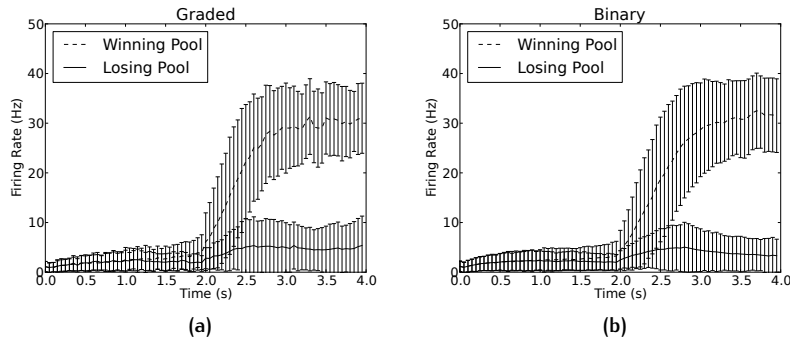 Graded
Winning Pool
Losing Pool
Firing Rate (Hz)
50
40
30
20
10
0
0.0 0.5 1.0 1.5 2.0 2.5 3.0 3.5 4.0
Time (s)
(a)
Binary
Winning Pool
Losing Pool
Firing Rate (Hz)
50
40
30
20
10
0
0.0 0.5 1.0 1.5 2.0 2.5 3.0 3.5 4.0
Time (s)
(b)